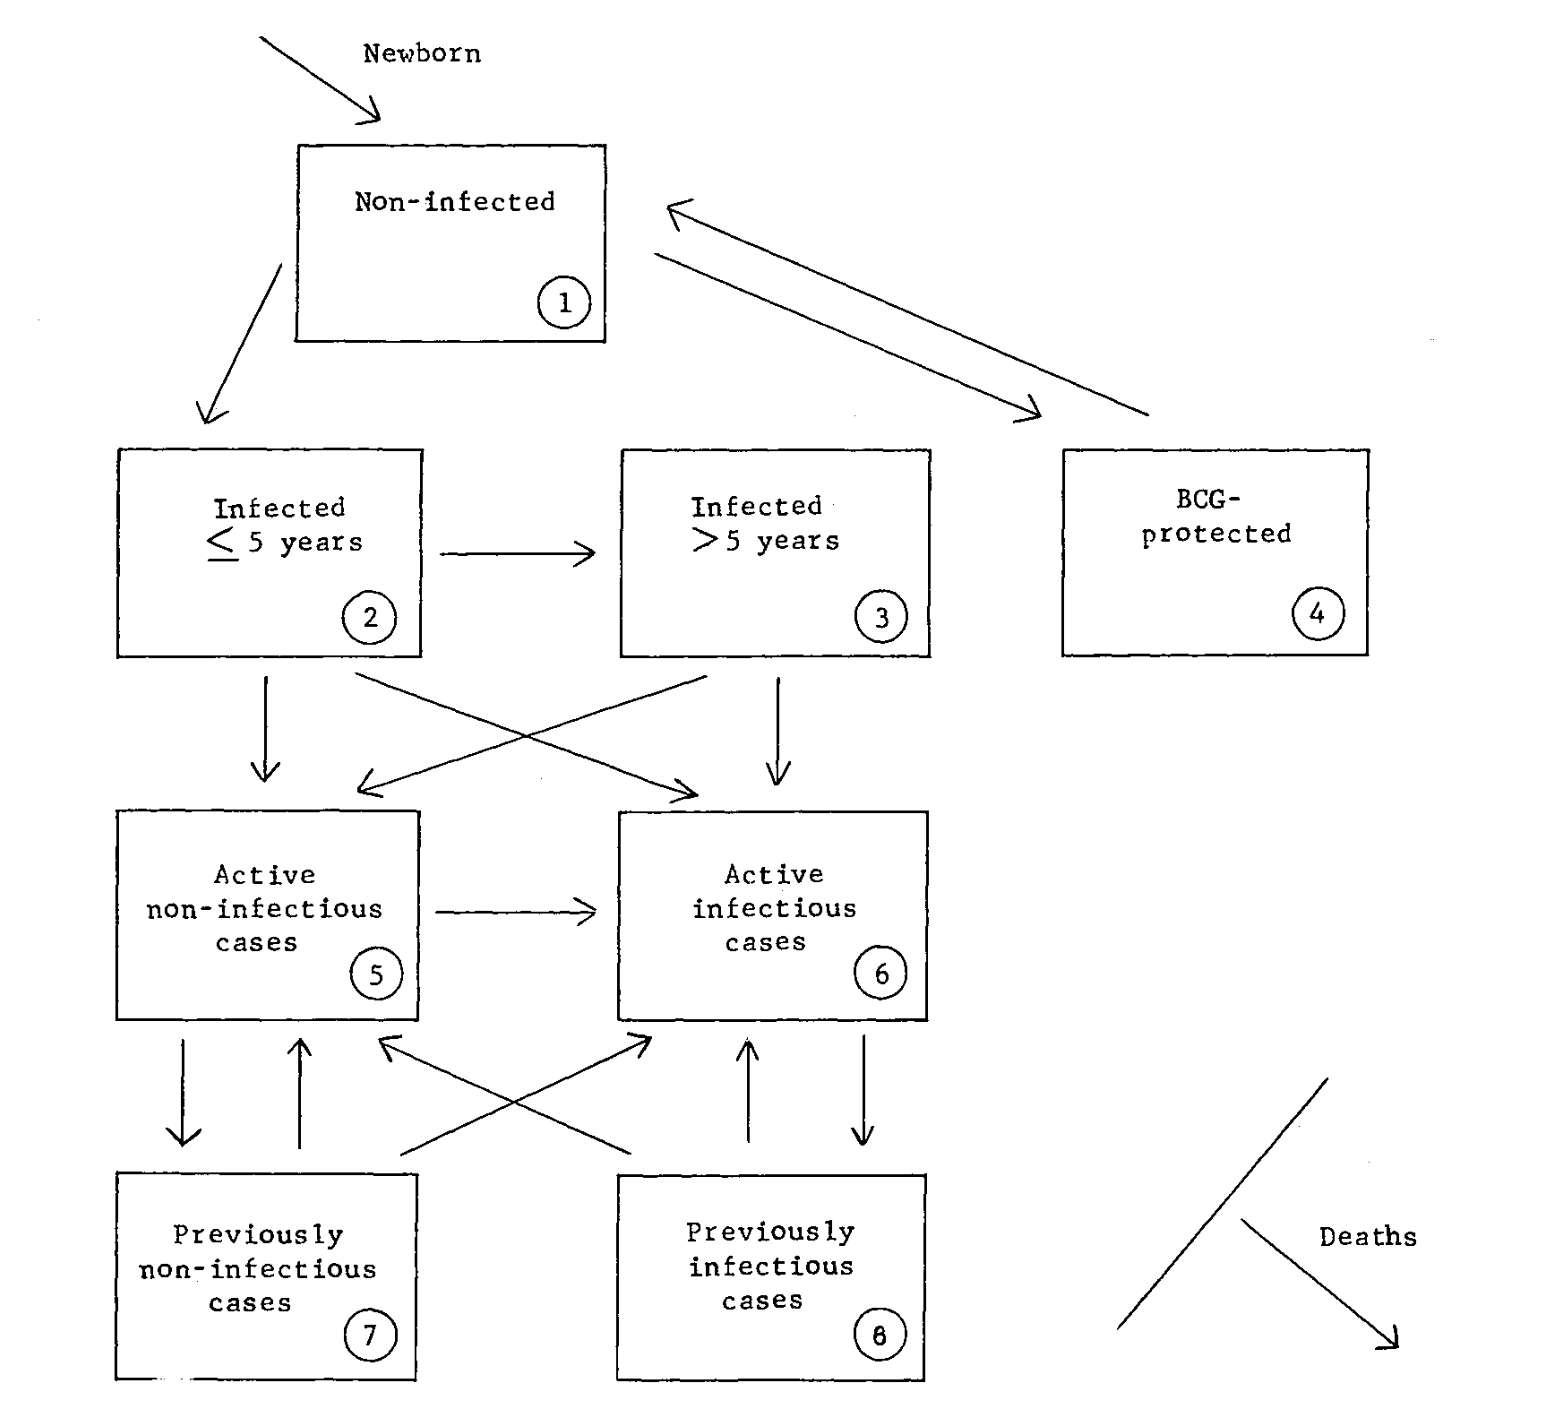 Newborn
Non-infected
1
Infected
≤ 5 years
2
Infected
> 5 years
3
BCG-
protected
4
Active
non-infectious
cases
5
Active
infectious
cases
6
Previously
non-infectious
cases
7
Previously
infectious
cases
8
Deaths